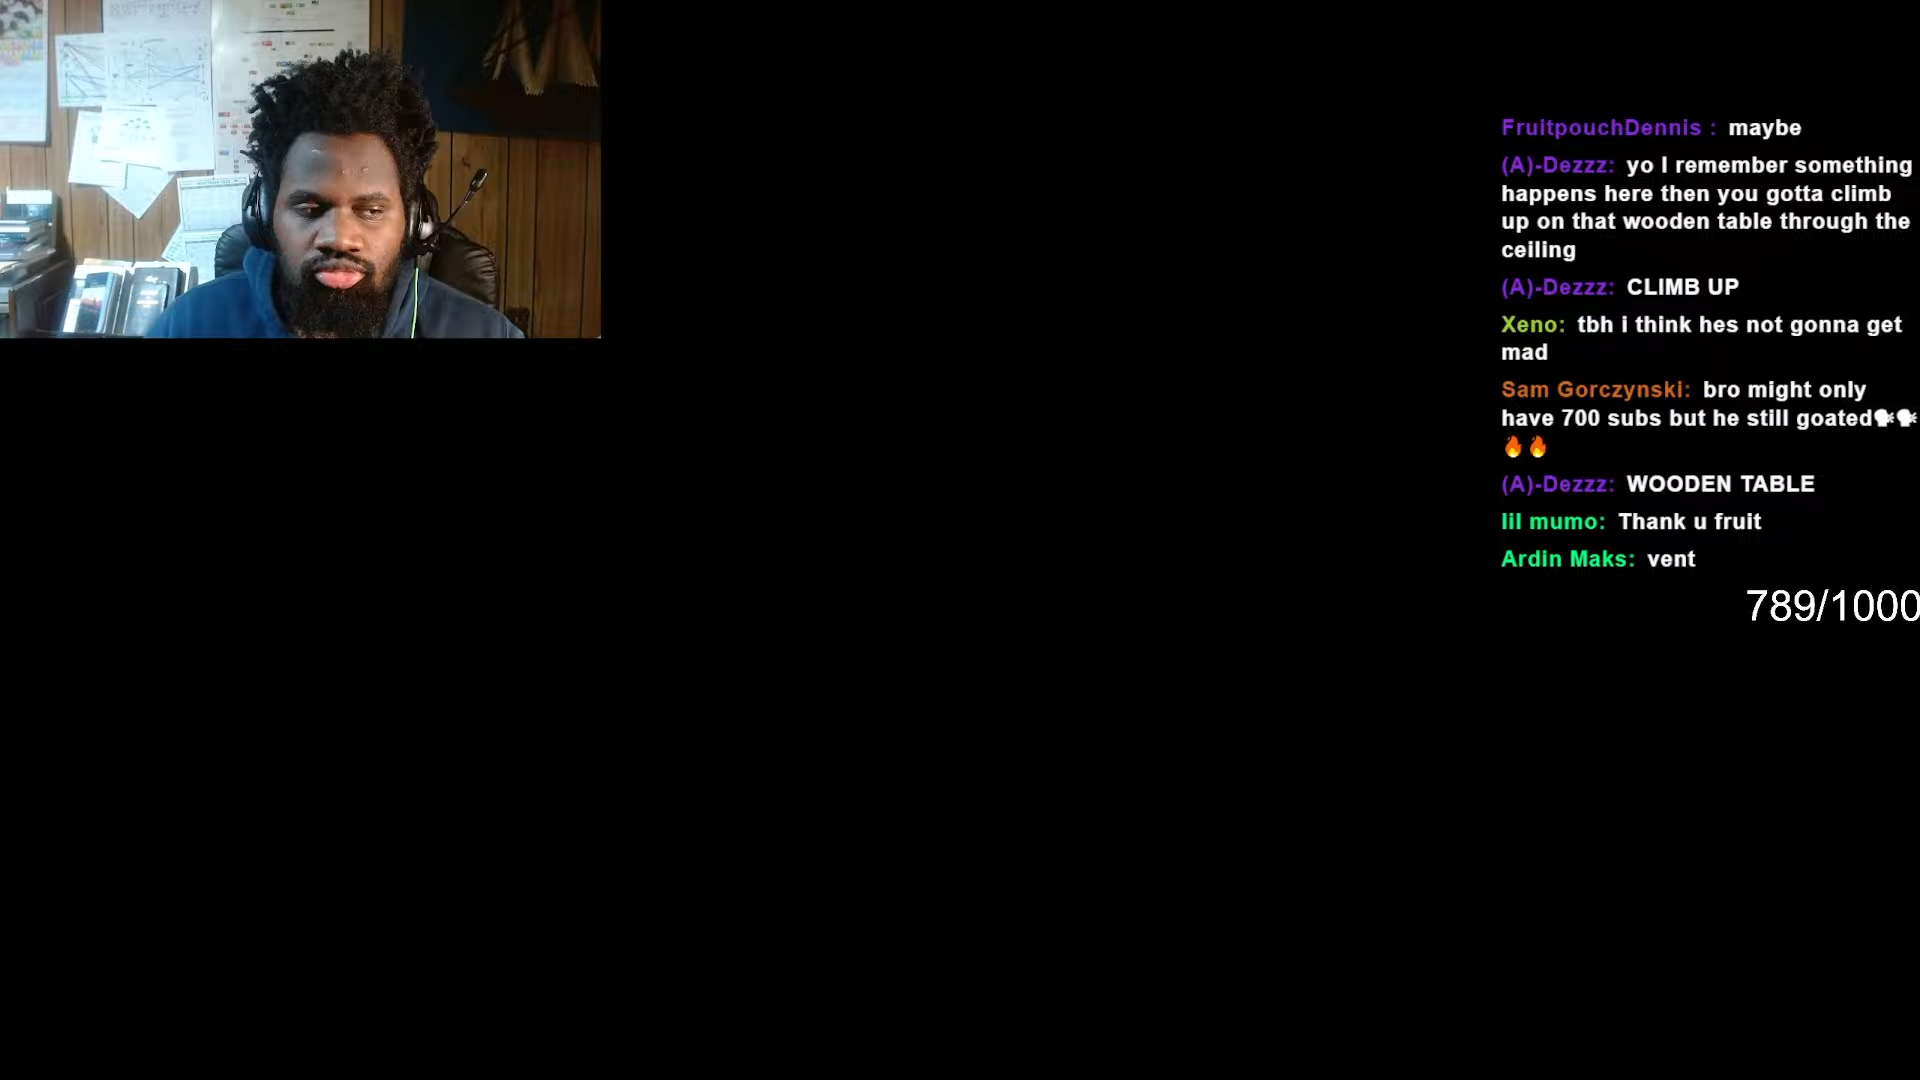 FruitpouchDennis : maybe
(A)-Dezzz: yo I remember something
happens here then you gotta climb
up on that wooden table through the
ceiling
(A)-Dezzz: CLIMB UP
Xeno: tbh i think hes not gonna get
mad
Sam Gorczynski: bro might only
have 700 subs but he still goated🗣🗣
🔥🔥
(A)-Dezzz: WOODEN TABLE
lil mumo: Thank u fruit
Ardin Maks: vent
789/1000